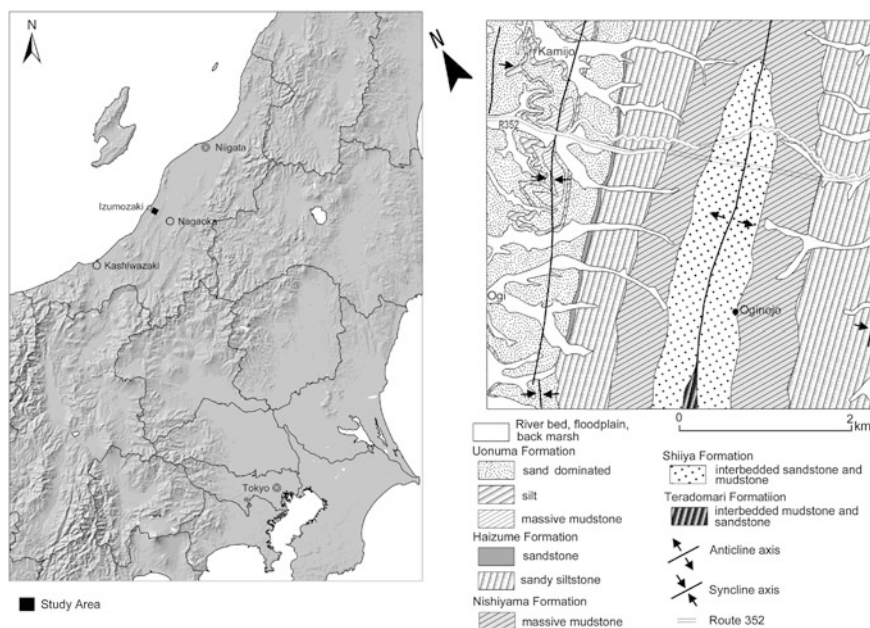 N
Niigata
Izumozaki
Nagaoka
Kashiwazaki
Tokyo
Study Area
N
Kamijo
R352
Ogi
Oginojo
0
2
km
River bed, floodplain,
back marsh
Uonuma Formation
sand dominated
silt
massive mudstone
Haizume Formation
sandstone
sandy siltstone
Nishiyama Formation
massive mudstone
Shiiya Formation
interbedded sandstone and
mudstone
Teradomari Formatiion
interbedded mudstone and
sandstone
Anticline axis
Syncline axis
Route 352